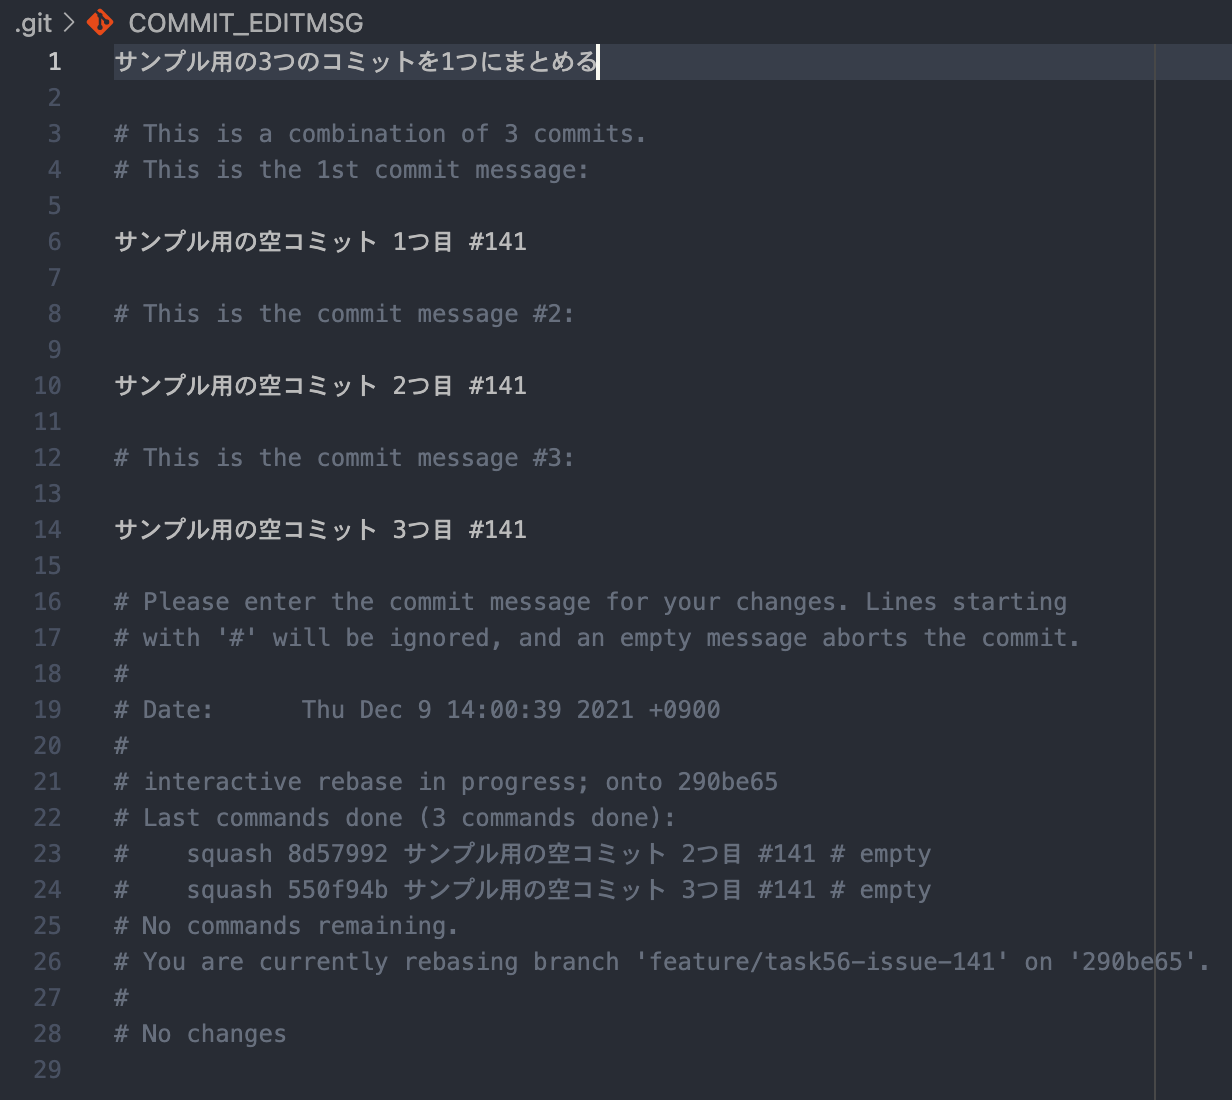 .git > COMMIT_EDITMSG
1 サンプル用の3つのコミットを1つにまとめる
2
3 # This is a combination of 3 commits.
4 # This is the 1st commit message:
5
6 サンプル用の空コミット 1つ目 #141
7
8 # This is the commit message #2:
9
10 サンプル用の空コミット 2つ目 #141
11
12 # This is the commit message #3:
13
14 サンプル用の空コミット 3つ目 #141
15
16 # Please enter the commit message for your changes. Lines starting
17 # with '#' will be ignored, and an empty message aborts the commit.
18 #
19 # Date:      Thu Dec 9 14:00:39 2021 +0900
20 #
21 # interactive rebase in progress; onto 290be65
22 # Last commands done (3 commands done):
23 #    squash 8d57992 サンプル用の空コミット 2つ目 #141 # empty
24 #    squash 550f94b サンプル用の空コミット 3つ目 #141 # empty
25 # No commands remaining.
26 # You are currently rebasing branch 'feature/task56-issue-141' on '290be65'.
27 #
28 # No changes
29